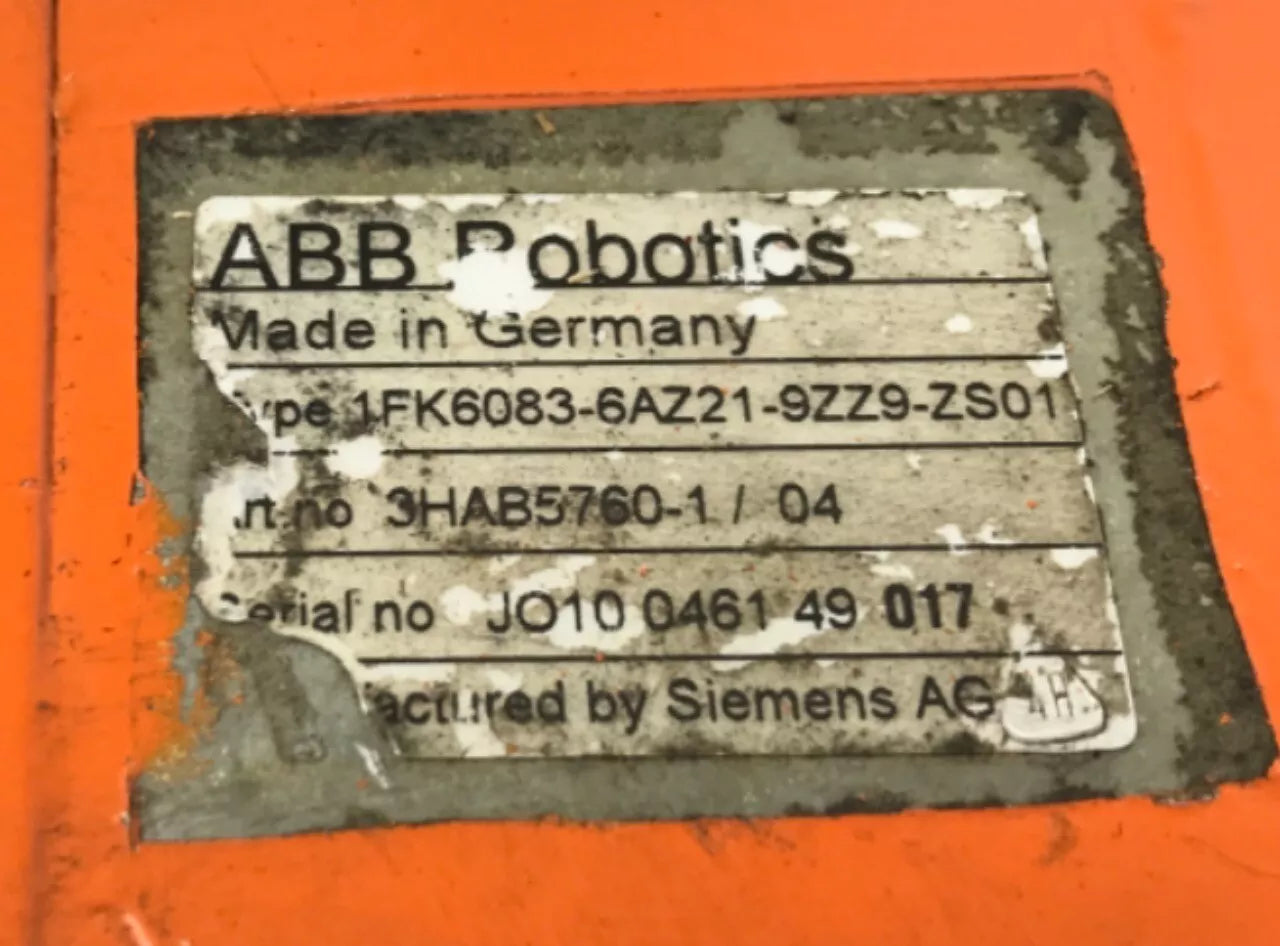 ABB Robotics
Made in Germany
Type 1FK6083-6AZ21-9ZZ9-ZS01
Art.no 3HAB5760-1 / 04
Serial no JO10 0461 49 017
factured by Siemens AG